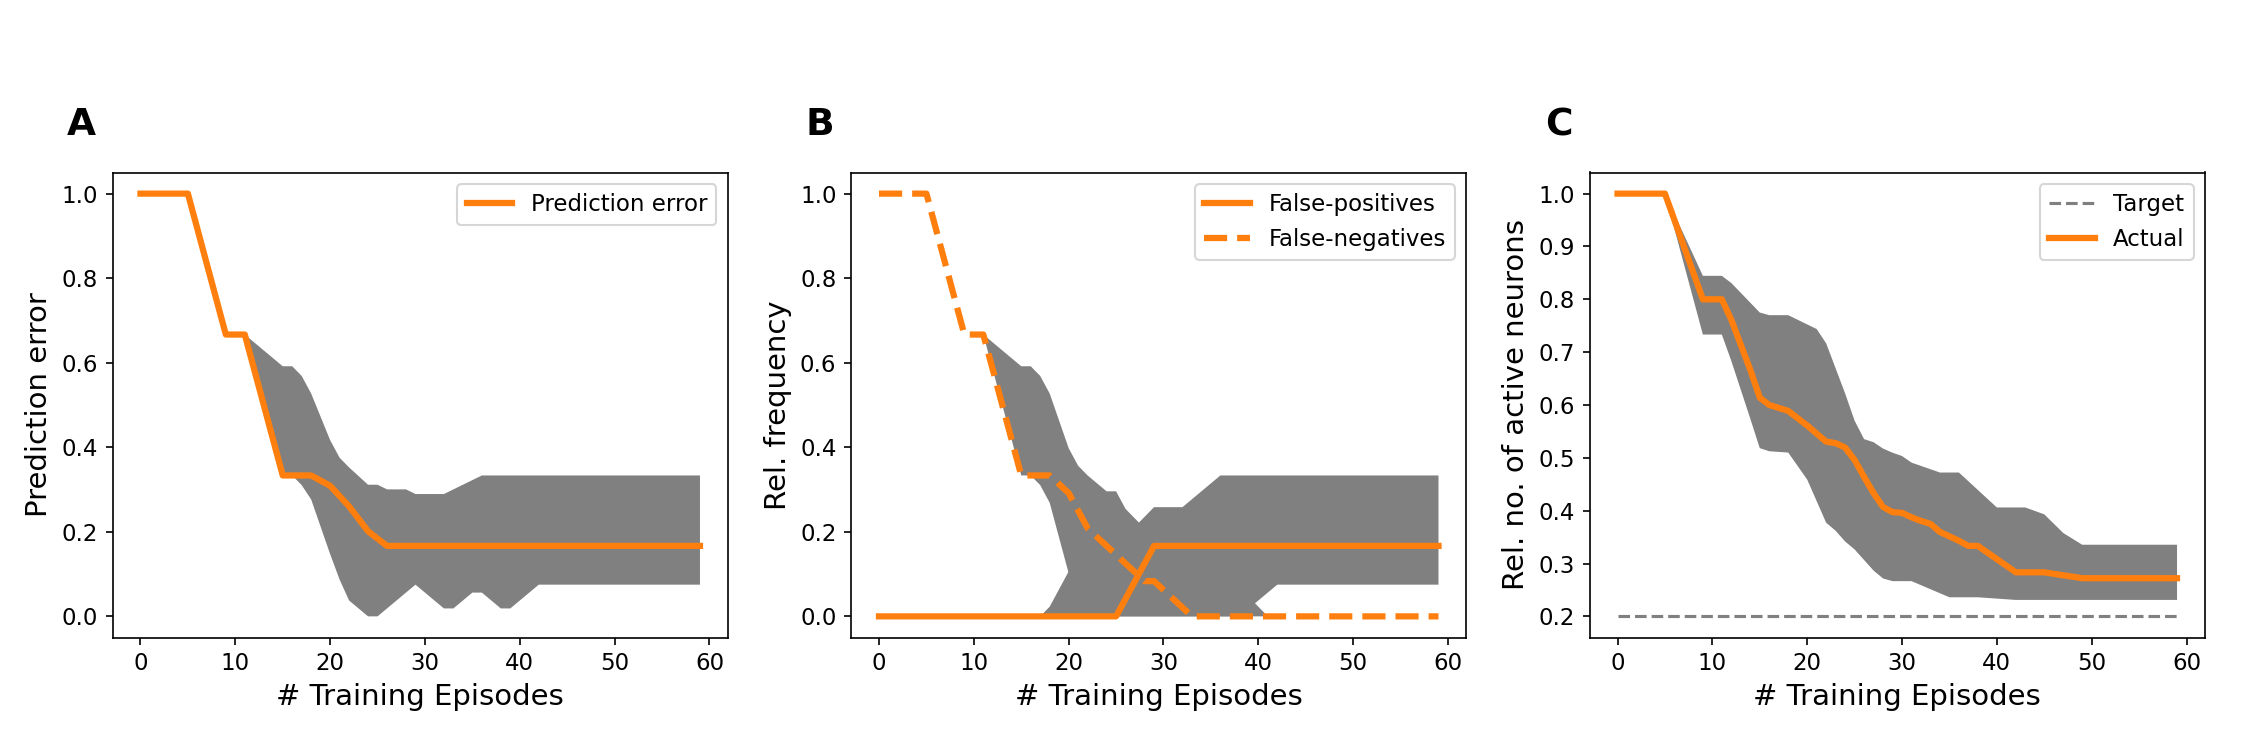 A
Prediction error
1.0
0.8
0.6
0.4
0.2
0.0
Prediction error
0 10 20 30 40 50 60
# Training Episodes
B
Rel. frequency
1.0
0.8
0.6
0.4
0.2
0.0
False-positives
False-negatives
0 10 20 30 40 50 60
# Training Episodes
C
Rel. no. of active neurons
1.0
0.9
0.8
0.7
0.6
0.5
0.4
0.3
0.2
Target
Actual
0 10 20 30 40 50 60
# Training Episodes